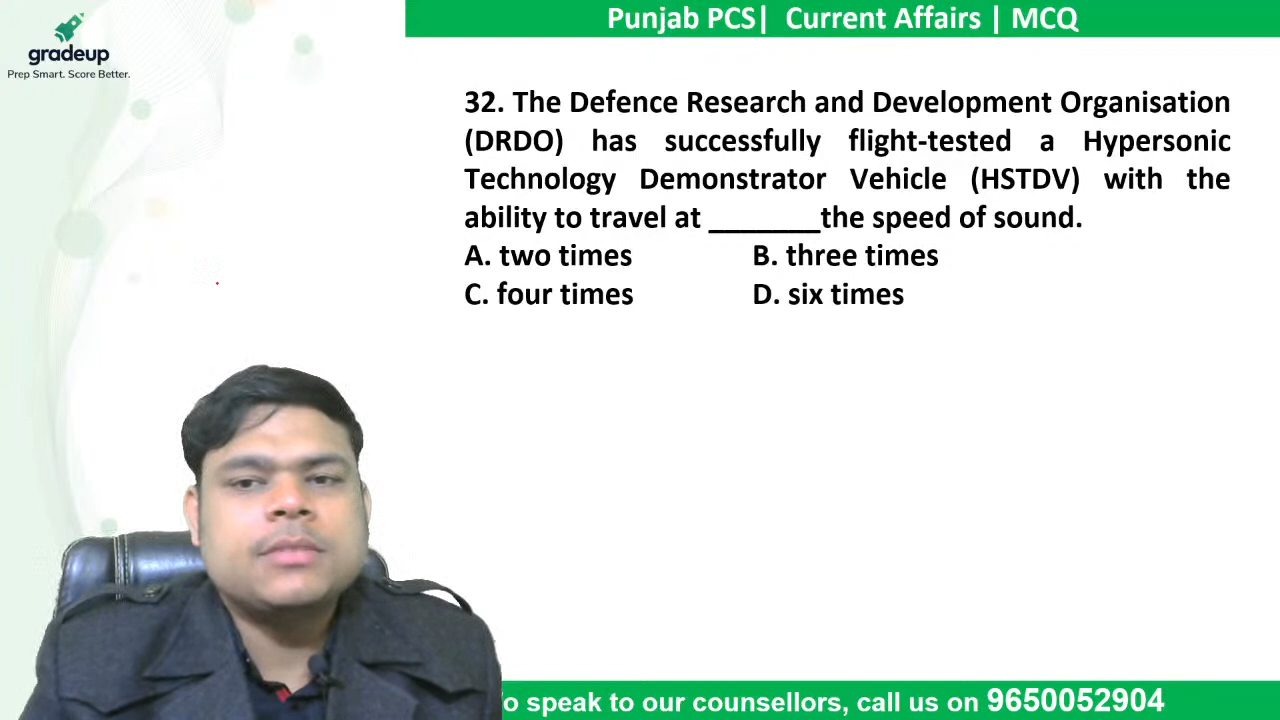 gradeup
Prep Smart. Score Better.
Punjab PCS| Current Affairs | MCQ
32. The Defence Research and Development Organisation
(DRDO) has successfully flight-tested a Hypersonic
Technology Demonstrator Vehicle (HSTDV) with the
ability to travel at _______the speed of sound.
A. two times B. three times
C. four times D. six times
o speak to our counsellors, call us on 9650052904